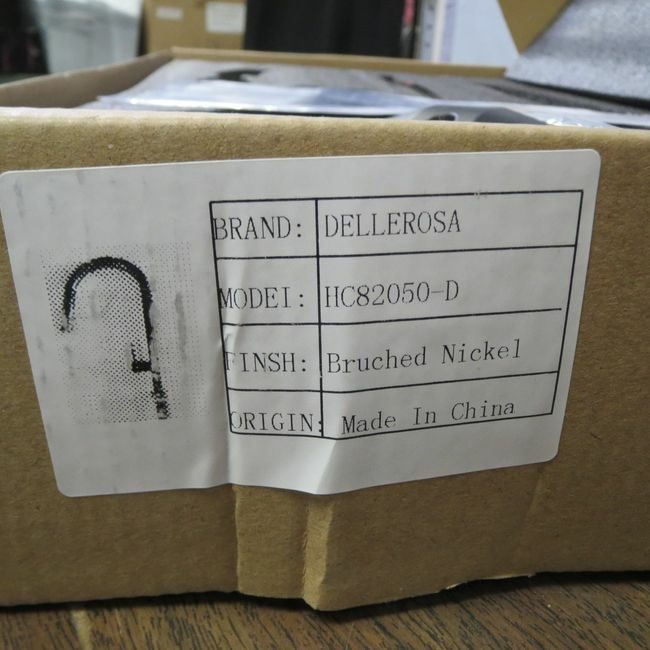 BRAND: DELLEROSA
MODEI: HC82050-D
FINSH: Bruched Nickel
ORIGIN: Made In China